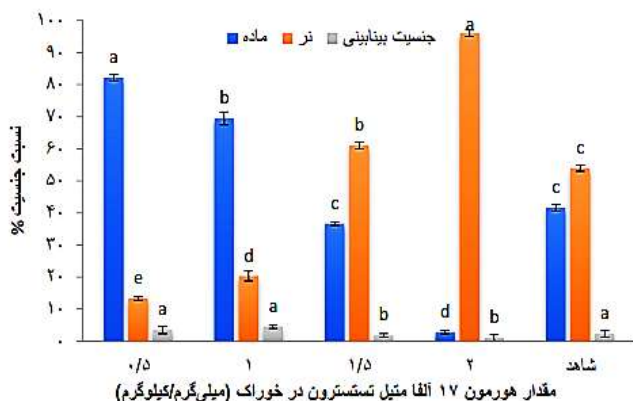 ماده نر جنسیت بینابینی
نسبت جنسیت %
۱۰۰
۹۰
۸۰
۷۰
۶۰
۵۰
۴۰
۳۰
۲۰
۱۰
۰
a
e
a
b
d
a
c
b
b
d
a
b
c
c
a
۰/۵ ۱ ۱/۵ ۲ شاهد
مقدار هورمون ۱۷ آلفا متیل تستسترون در خوراک (میلی‌گرم/کیلوگرم)